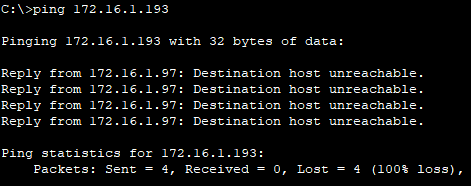 C:\>ping 172.16.1.193
Pinging 172.16.1.193 with 32 bytes of data:
Reply from 172.16.1.97: Destination host unreachable.
Reply from 172.16.1.97: Destination host unreachable.
Reply from 172.16.1.97: Destination host unreachable.
Reply from 172.16.1.97: Destination host unreachable.
Ping statistics for 172.16.1.193:
Packets: Sent = 4, Received = 0, Lost = 4 (100% loss),